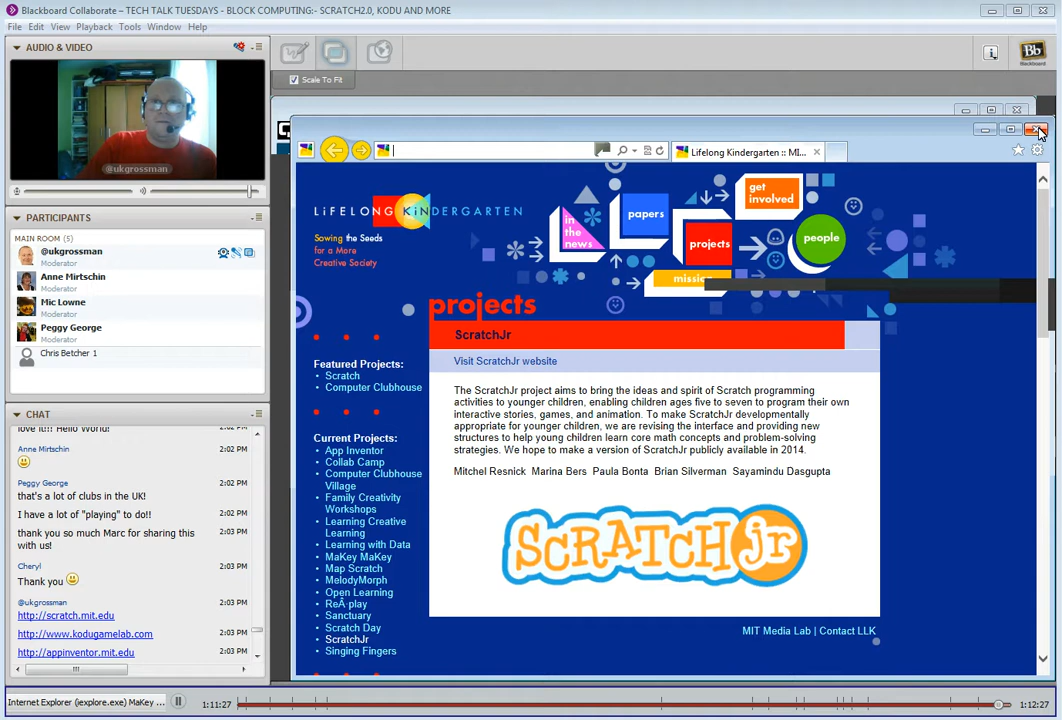 Blackboard Collaborate – TECH TALK TUESDAYS - BLOCK COMPUTING:- SCRATCH2.0, KODU AND MORE
File Edit View Playback Tools Window Help
AUDIO & VIDEO
Scale To Fit
Bb
Blackboard
@ukgrossman
PARTICIPANTS
MAIN ROOM (5)
@ukgrossman
Moderator
Anne Mirtschin
Moderator
Mic Lowne
Moderator
Peggy George
Moderator
Chris Betcher 1
CHAT
love it!!! Hello World!
2:02 PM
Anne Mirtschin
2:02 PM
Peggy George
that's a lot of clubs in the UK!
2:02 PM
I have a lot of "playing" to do!!
2:02 PM
thank you so much Marc for sharing this with us!
2:03 PM
Cheryl
Thank you
2:03 PM
@ukgrossman
http://scratch.mit.edu
2:03 PM
http://www.kodugamelab.com
2:03 PM
http://appinventor.mit.edu
2:03 PM
Lifelong Kindergarten :: MI...
LiFELONG KiNDERGARTEN
Sowing the Seeds
for a More
Creative Society
in the news
papers
projects
get involved
people
missio
projects
ScratchJr
Visit ScratchJr website
The ScratchJr project aims to bring the ideas and spirit of Scratch programming
activities to younger children, enabling children ages five to seven to program their own
interactive stories, games, and animation. To make ScratchJr developmentally
appropriate for younger children, we are revising the interface and providing new
structures to help young children learn core math concepts and problem-solving
strategies. We hope to make a version of ScratchJr publicly available in 2014.
Mitchel Resnick Marina Bers Paula Bonta Brian Silverman Sayamindu Dasgupta
SCRATCH jr
MIT Media Lab | Contact LLK
Featured Projects:
Scratch
Computer Clubhouse
Current Projects:
App Inventor
Collab Camp
Computer Clubhouse
Village
Family Creativity
Workshops
Learning Creative
Learning
Learning with Data
MaKey MaKey
Map Scratch
MelodyMorph
Open Learning
ReÂ·play
Sanctuary
Scratch Day
ScratchJr
Singing Fingers
Internet Explorer (iexplore.exe) MaKey ...
1:11:27
1:12:27